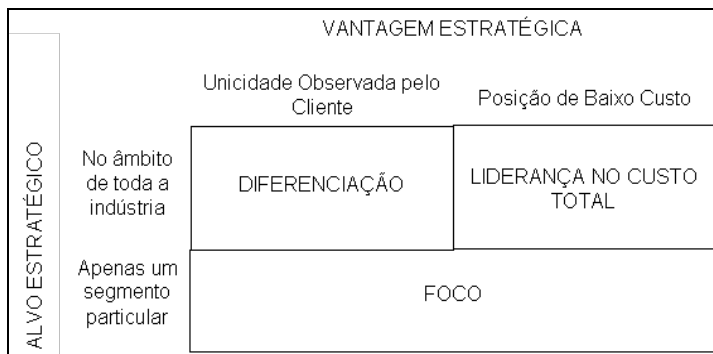 VANTAGEM ESTRATÉGICA
Unicidade Observada pelo
Cliente
Posição de Baixo Custo
ALVO ESTRATÉGICO
No âmbito
de toda a
indústria
DIFERENCIAÇÃO
LIDERANÇA NO CUSTO
TOTAL
Apenas um
segmento
particular
FOCO